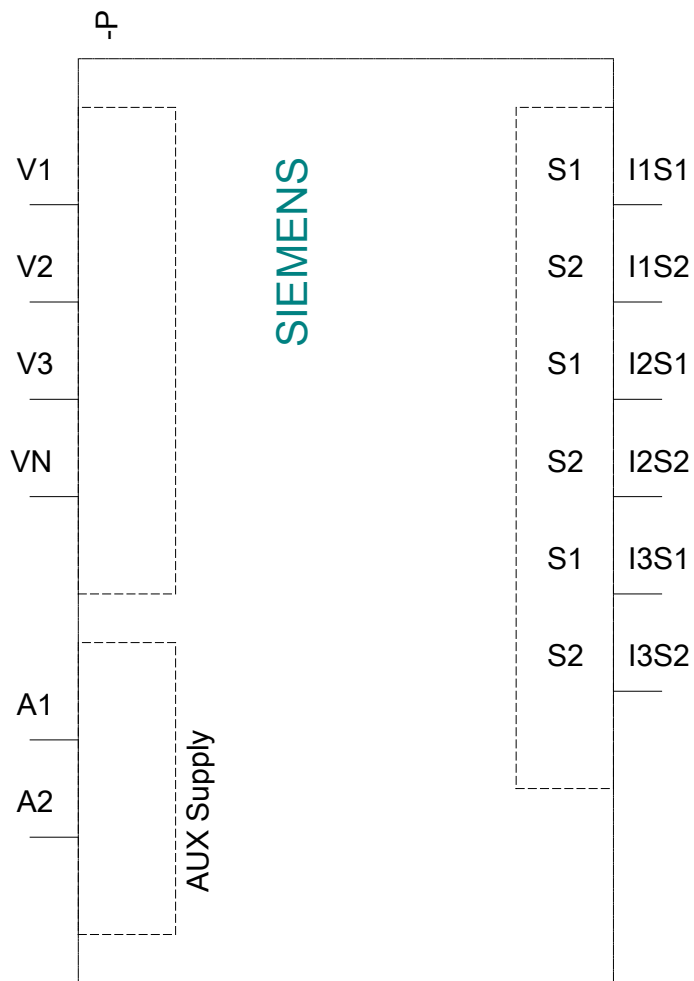 -P
SIEMENS
V1
V2
V3
VN
A1
A2
AUX Supply
S1 I1S1
S2 I1S2
S1 I2S1
S2 I2S2
S1 I3S1
S2 I3S2